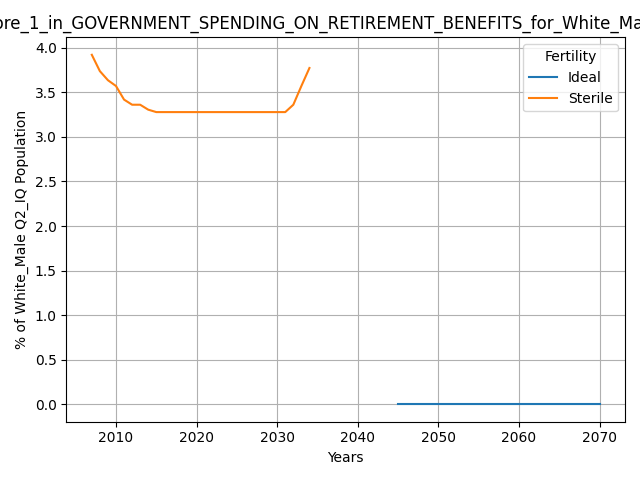 ore_1_in_GOVERNMENT_SPENDING_ON_RETIREMENT_BENEFITS_for_White_Ma
Fertility
Ideal
Sterile
% of White_Male Q2_IQ Population
4.0
3.5
3.0
2.5
2.0
1.5
1.0
0.5
0.0
2010 2020 2030 2040 2050 2060 2070
Years